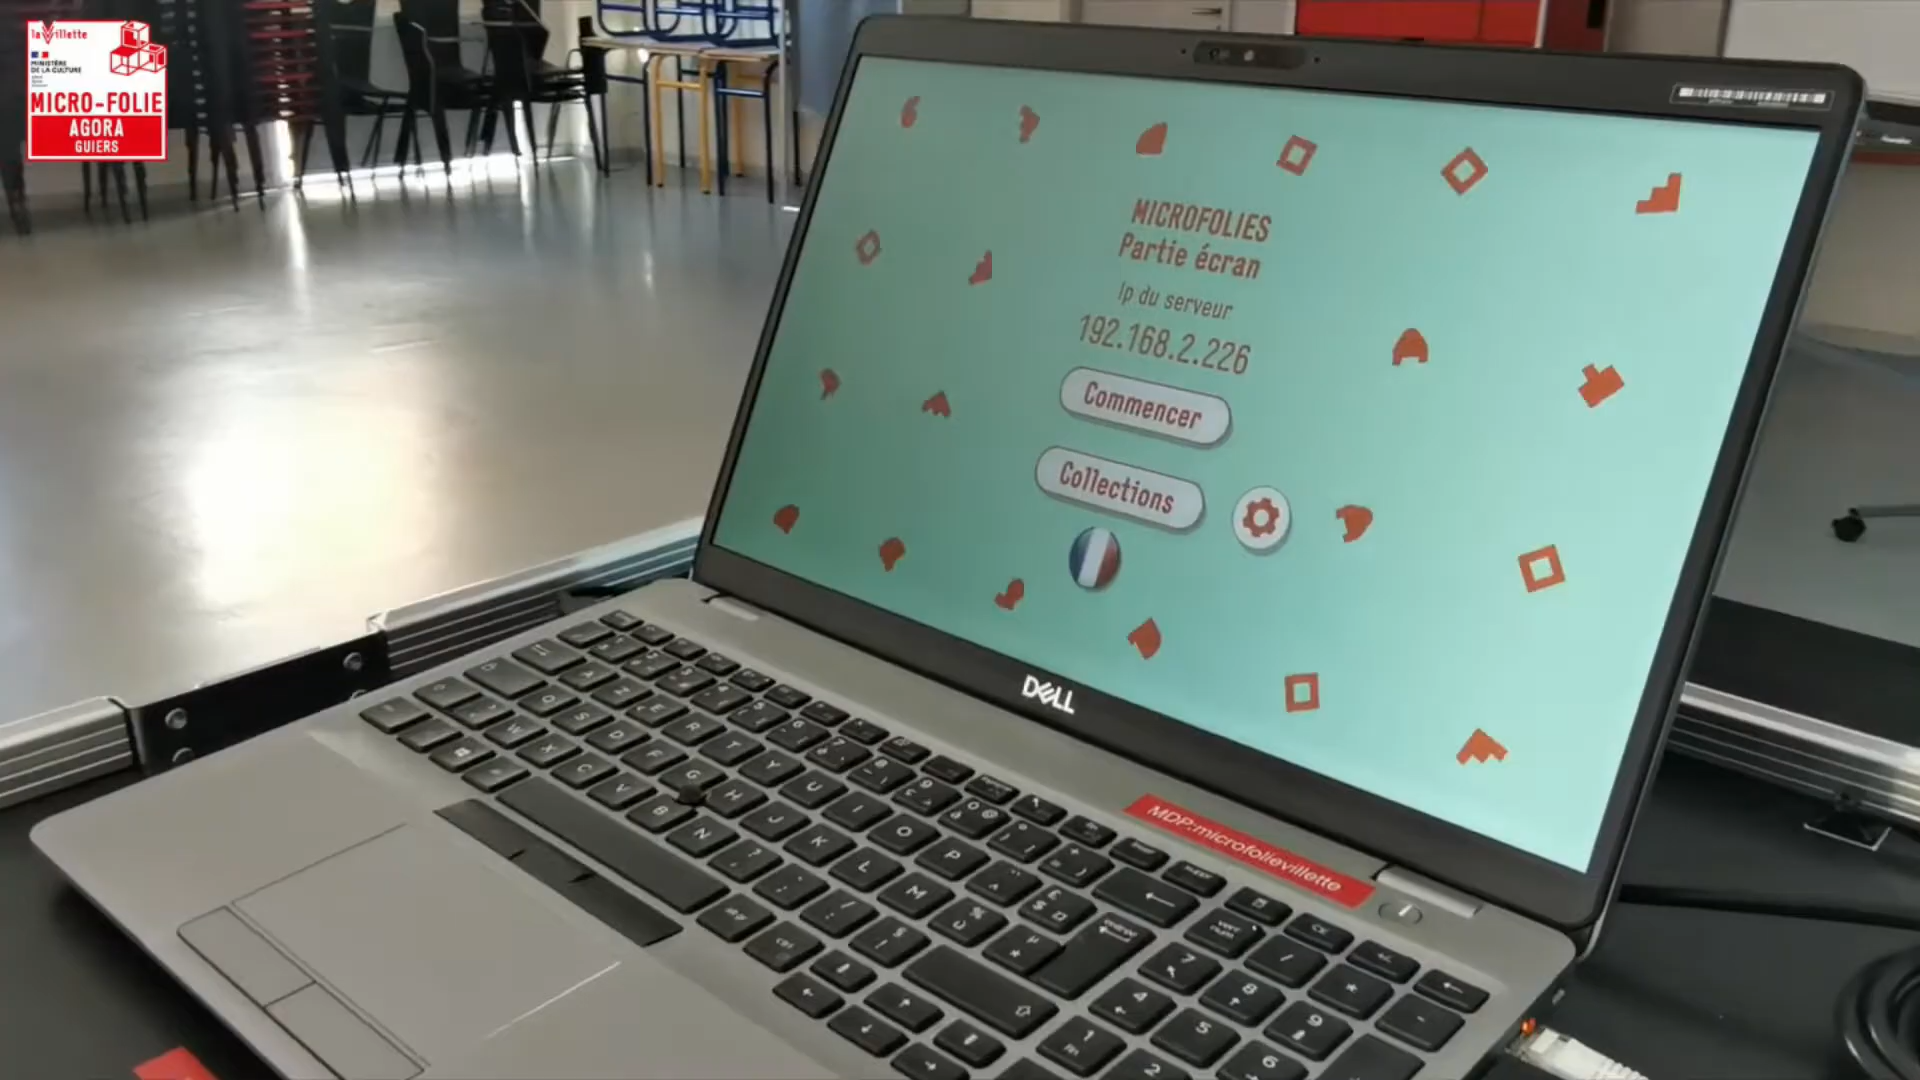 la Villette
MINISTÈRE
DE LA CULTURE
MICRO-FOLIE
AGORA
GUIERS
MICROFOLIES
Partie écran
Ip du serveur
192.168.2.226
Commencer
Collections
DELL
MDP:microfolievillette